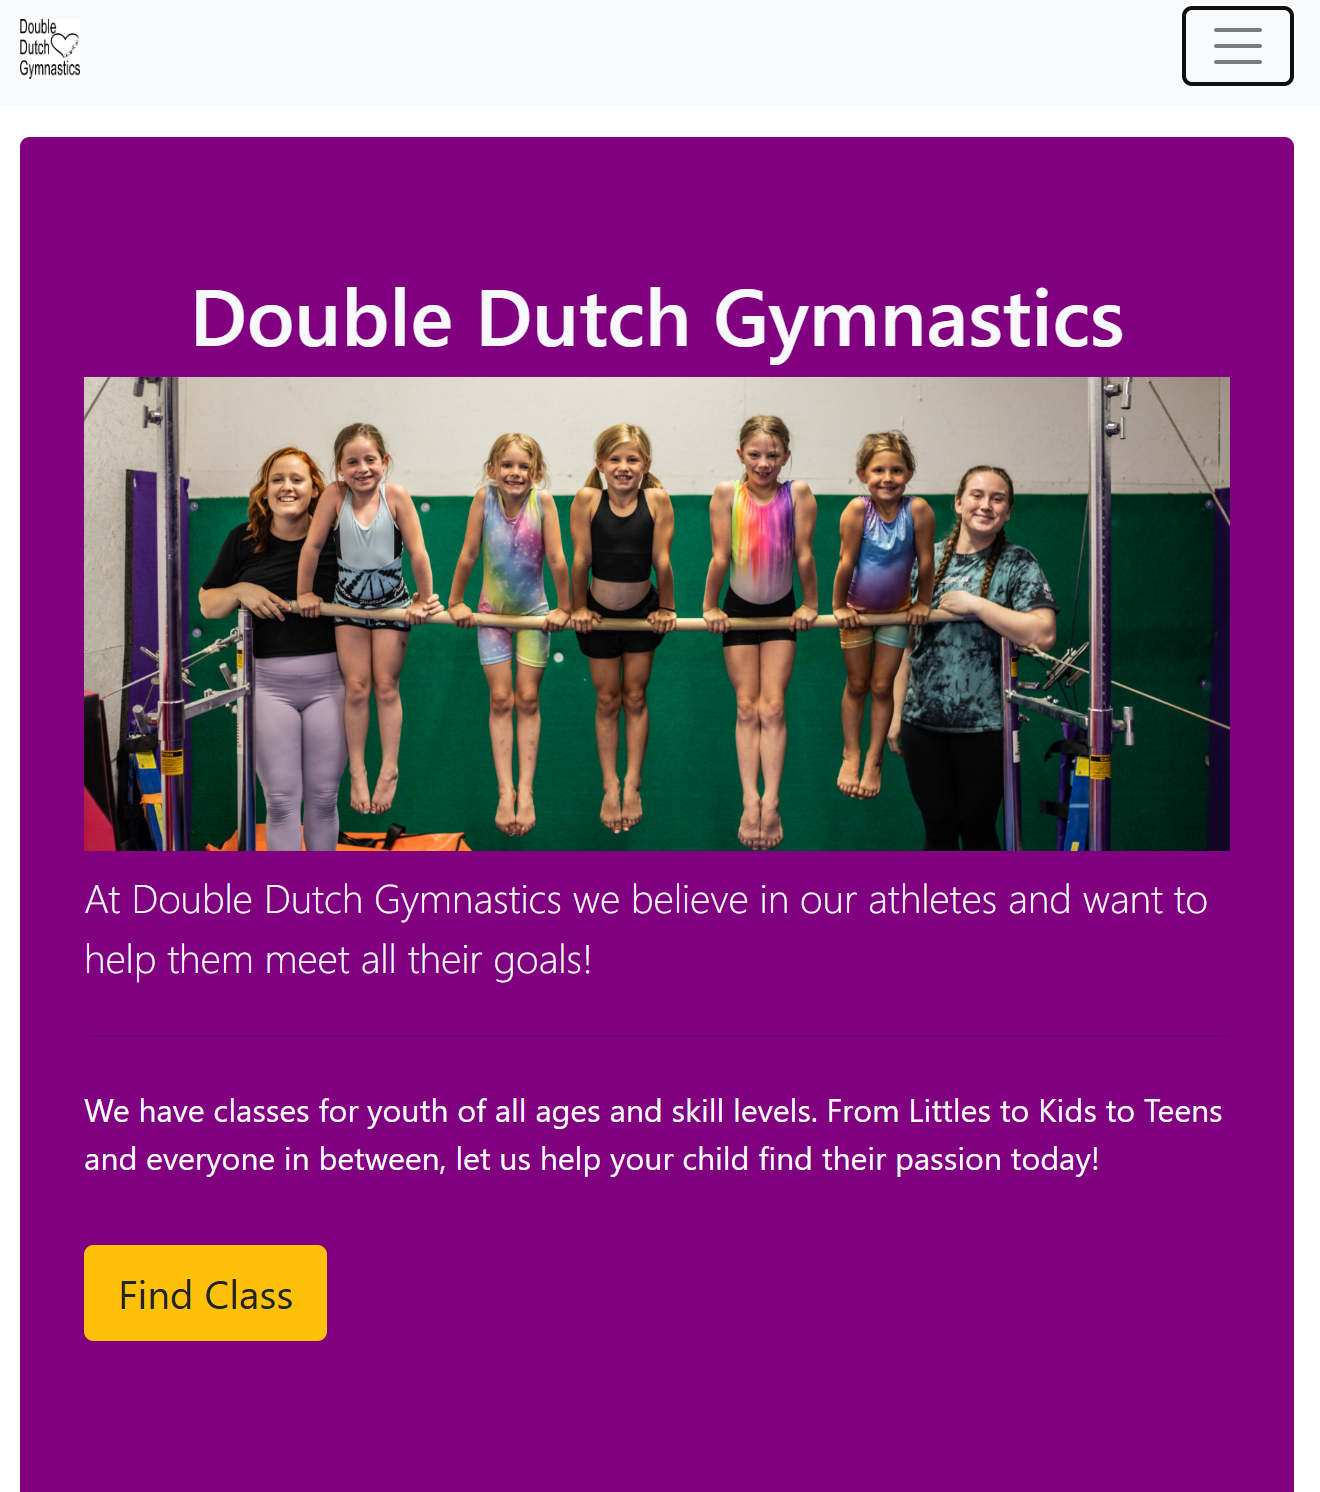 Double
Dutch
Gymnastics
Double Dutch Gymnastics
At Double Dutch Gymnastics we believe in our athletes and want to
help them meet all their goals!
We have classes for youth of all ages and skill levels. From Littles to Kids to Teens
and everyone in between, let us help your child find their passion today!
Find Class